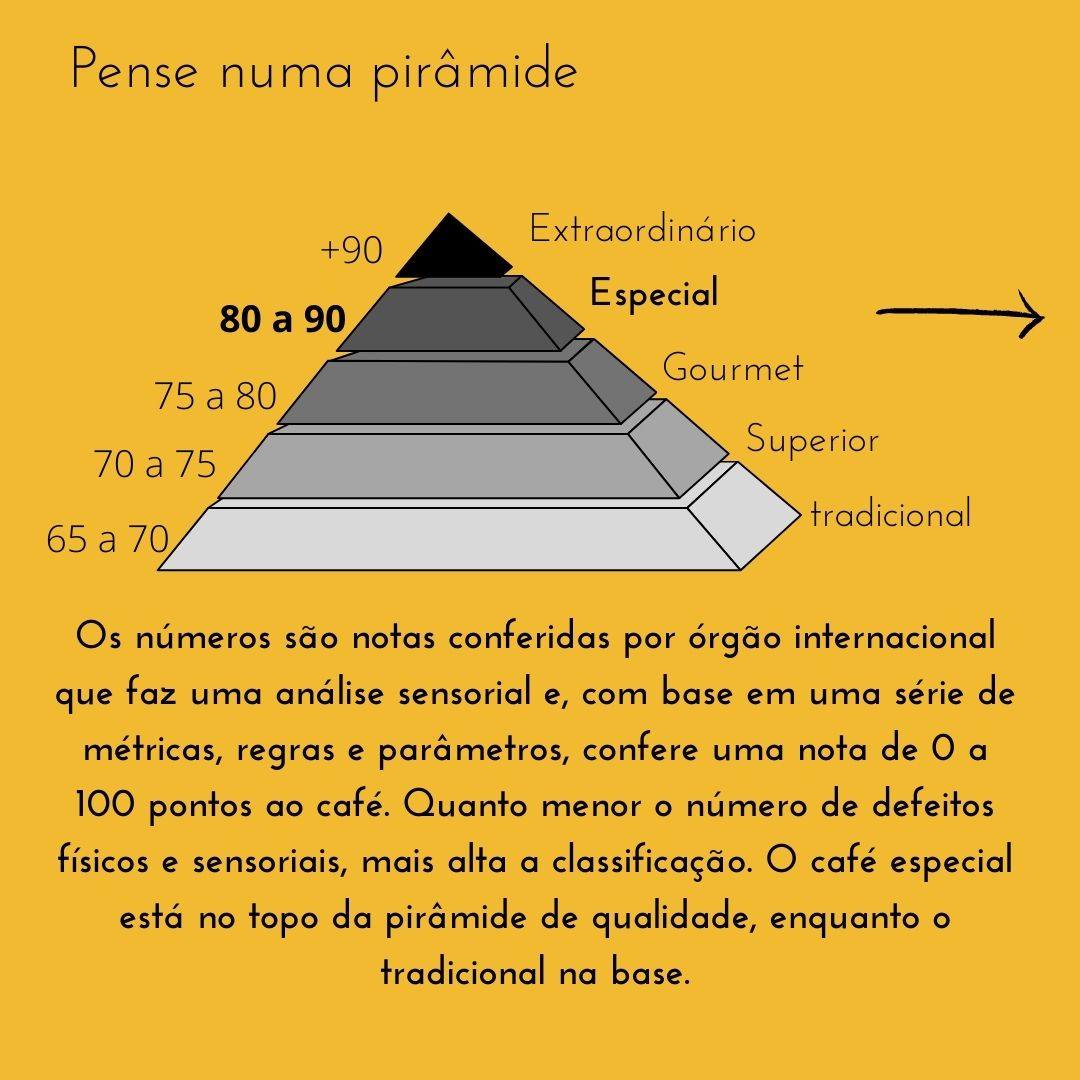 Pense numa pirâmide
+90
Extraordinário
80 a 90
Especial
75 a 80
Gourmet
70 a 75
Superior
65 a 70
tradicional
Os números são notas conferidas por órgão internacional
que faz uma análise sensorial e, com base em uma série de
métricas, regras e parâmetros, confere uma nota de 0 a
100 pontos ao café. Quanto menor o número de defeitos
físicos e sensoriais, mais alta a classificação. O café especial
está no topo da pirâmide de qualidade, enquanto o
tradicional na base.